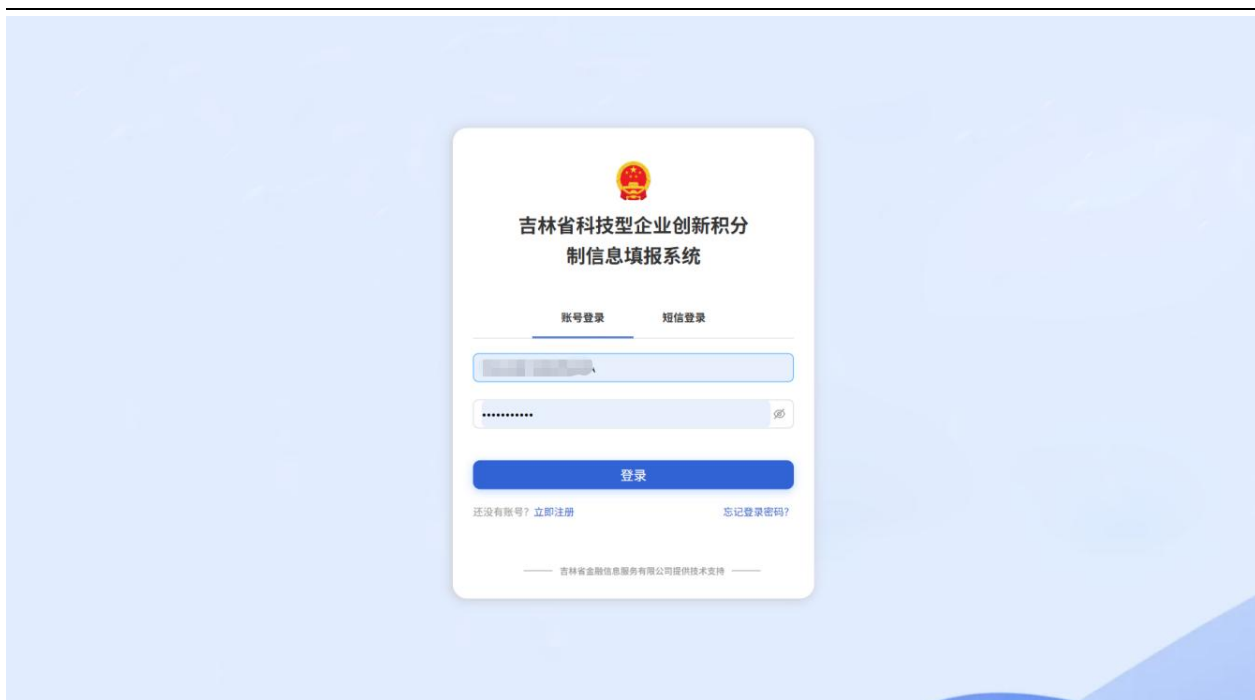 吉林省科技型企业创新积分
制信息填报系统
账号登录 短信登录
•••••••••••
登录
还没有账号？立即注册 忘记登录密码?
吉林省金融信息服务有限公司提供技术支持